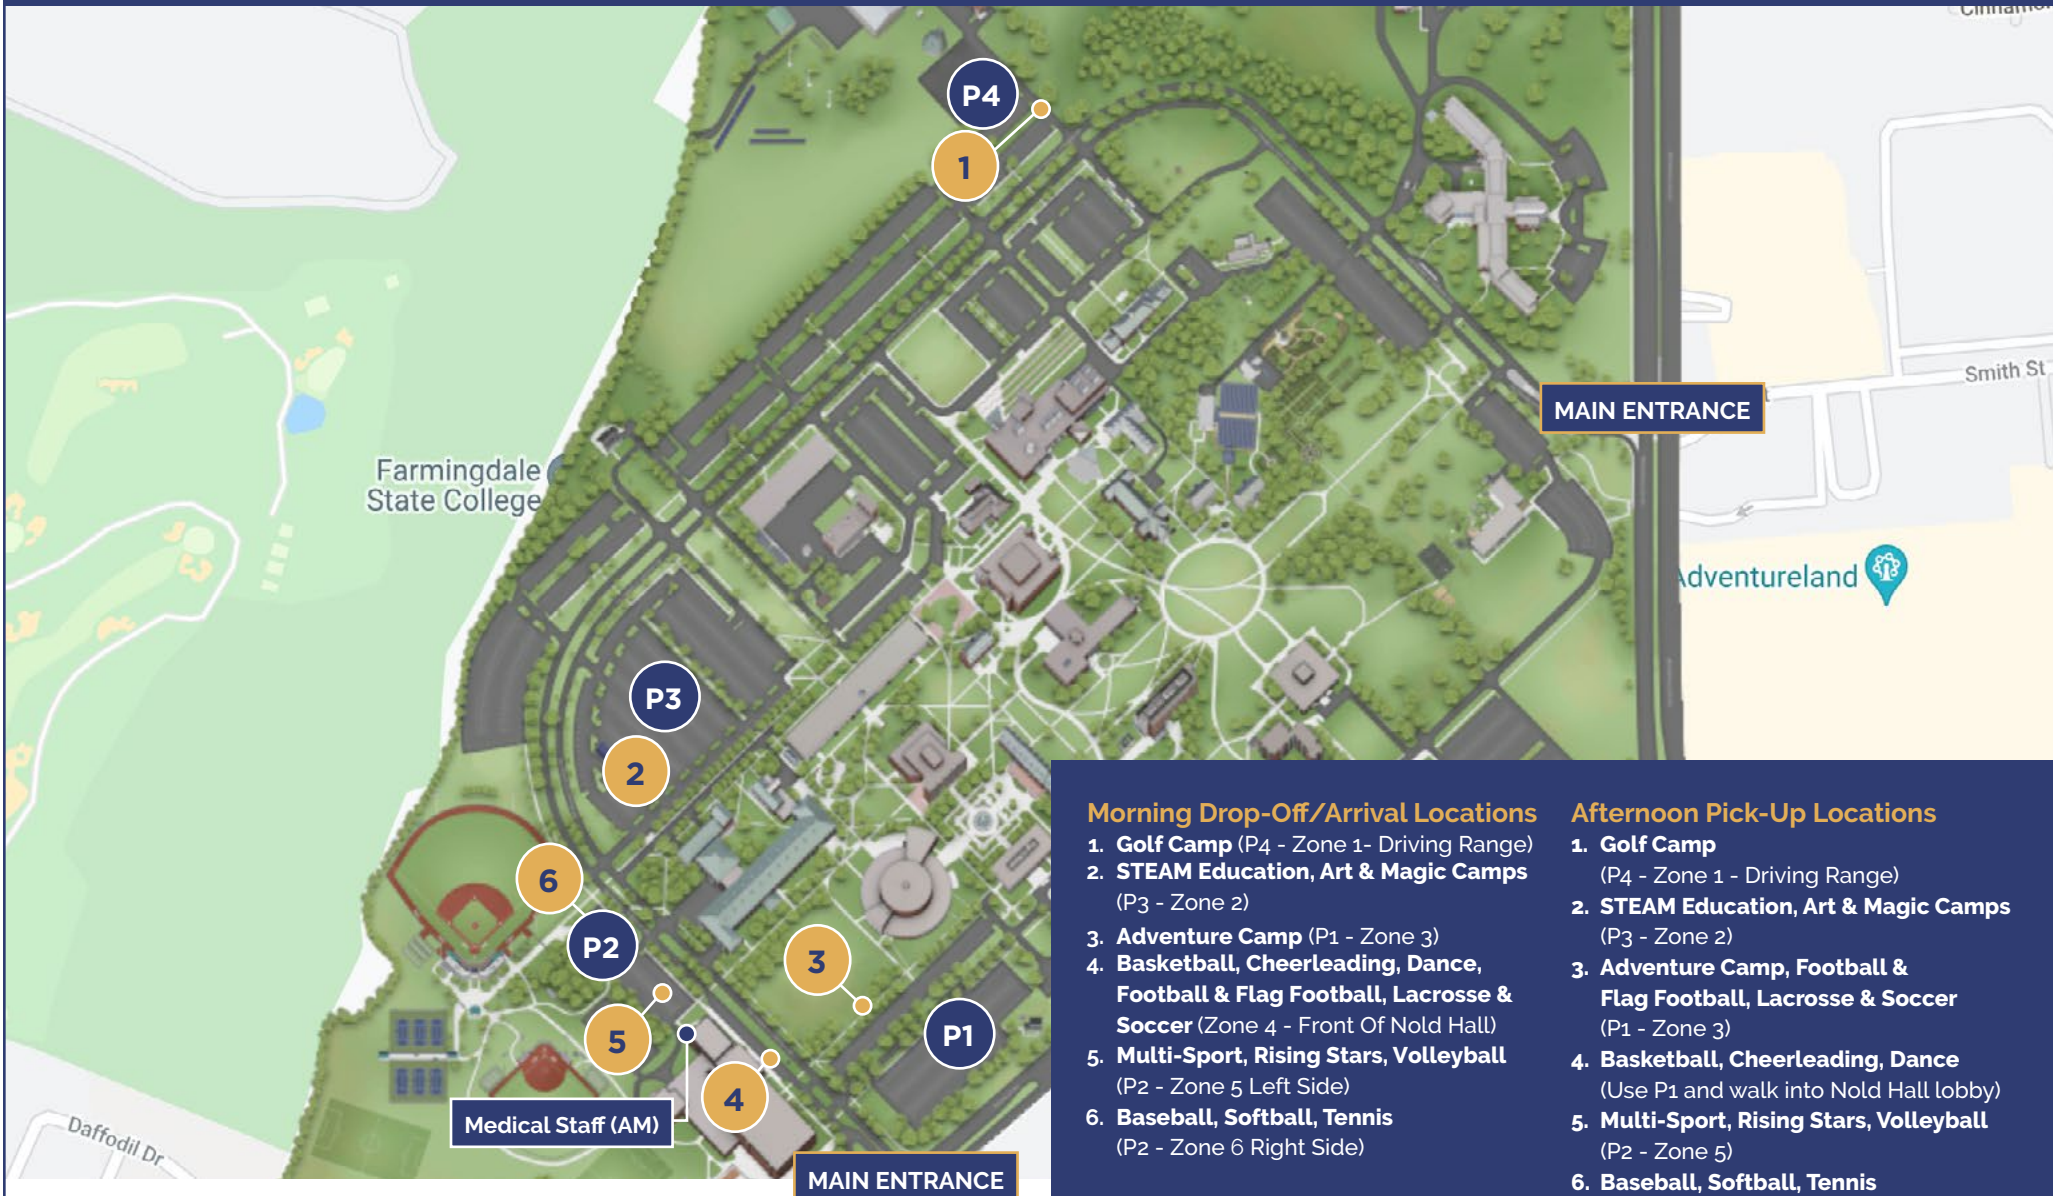 P4
1
MAIN ENTRANCE
Smith St
Farmingdale
State College
Adventureland
P3
2
6
P2
3
5
P1
4
Medical Staff (AM)
Daffodil Dr
MAIN ENTRANCE
Morning Drop-Off/Arrival Locations
1. Golf Camp (P4 - Zone 1- Driving Range)
2. STEAM Education, Art & Magic Camps
(P3 - Zone 2)
3. Adventure Camp (P1 - Zone 3)
4. Basketball, Cheerleading, Dance,
Football & Flag Football, Lacrosse &
Soccer (Zone 4 - Front Of Nold Hall)
5. Multi-Sport, Rising Stars, Volleyball
(P2 - Zone 5 Left Side)
6. Baseball, Softball, Tennis
(P2 - Zone 6 Right Side)
Afternoon Pick-Up Locations
1. Golf Camp
(P4 - Zone 1 - Driving Range)
2. STEAM Education, Art & Magic Camps
(P3 - Zone 2)
3. Adventure Camp, Football &
Flag Football, Lacrosse & Soccer
(P1 - Zone 3)
4. Basketball, Cheerleading, Dance
(Use P1 and walk into Nold Hall lobby)
5. Multi-Sport, Rising Stars, Volleyball
(P2 - Zone 5)
6. Baseball, Softball, Tennis